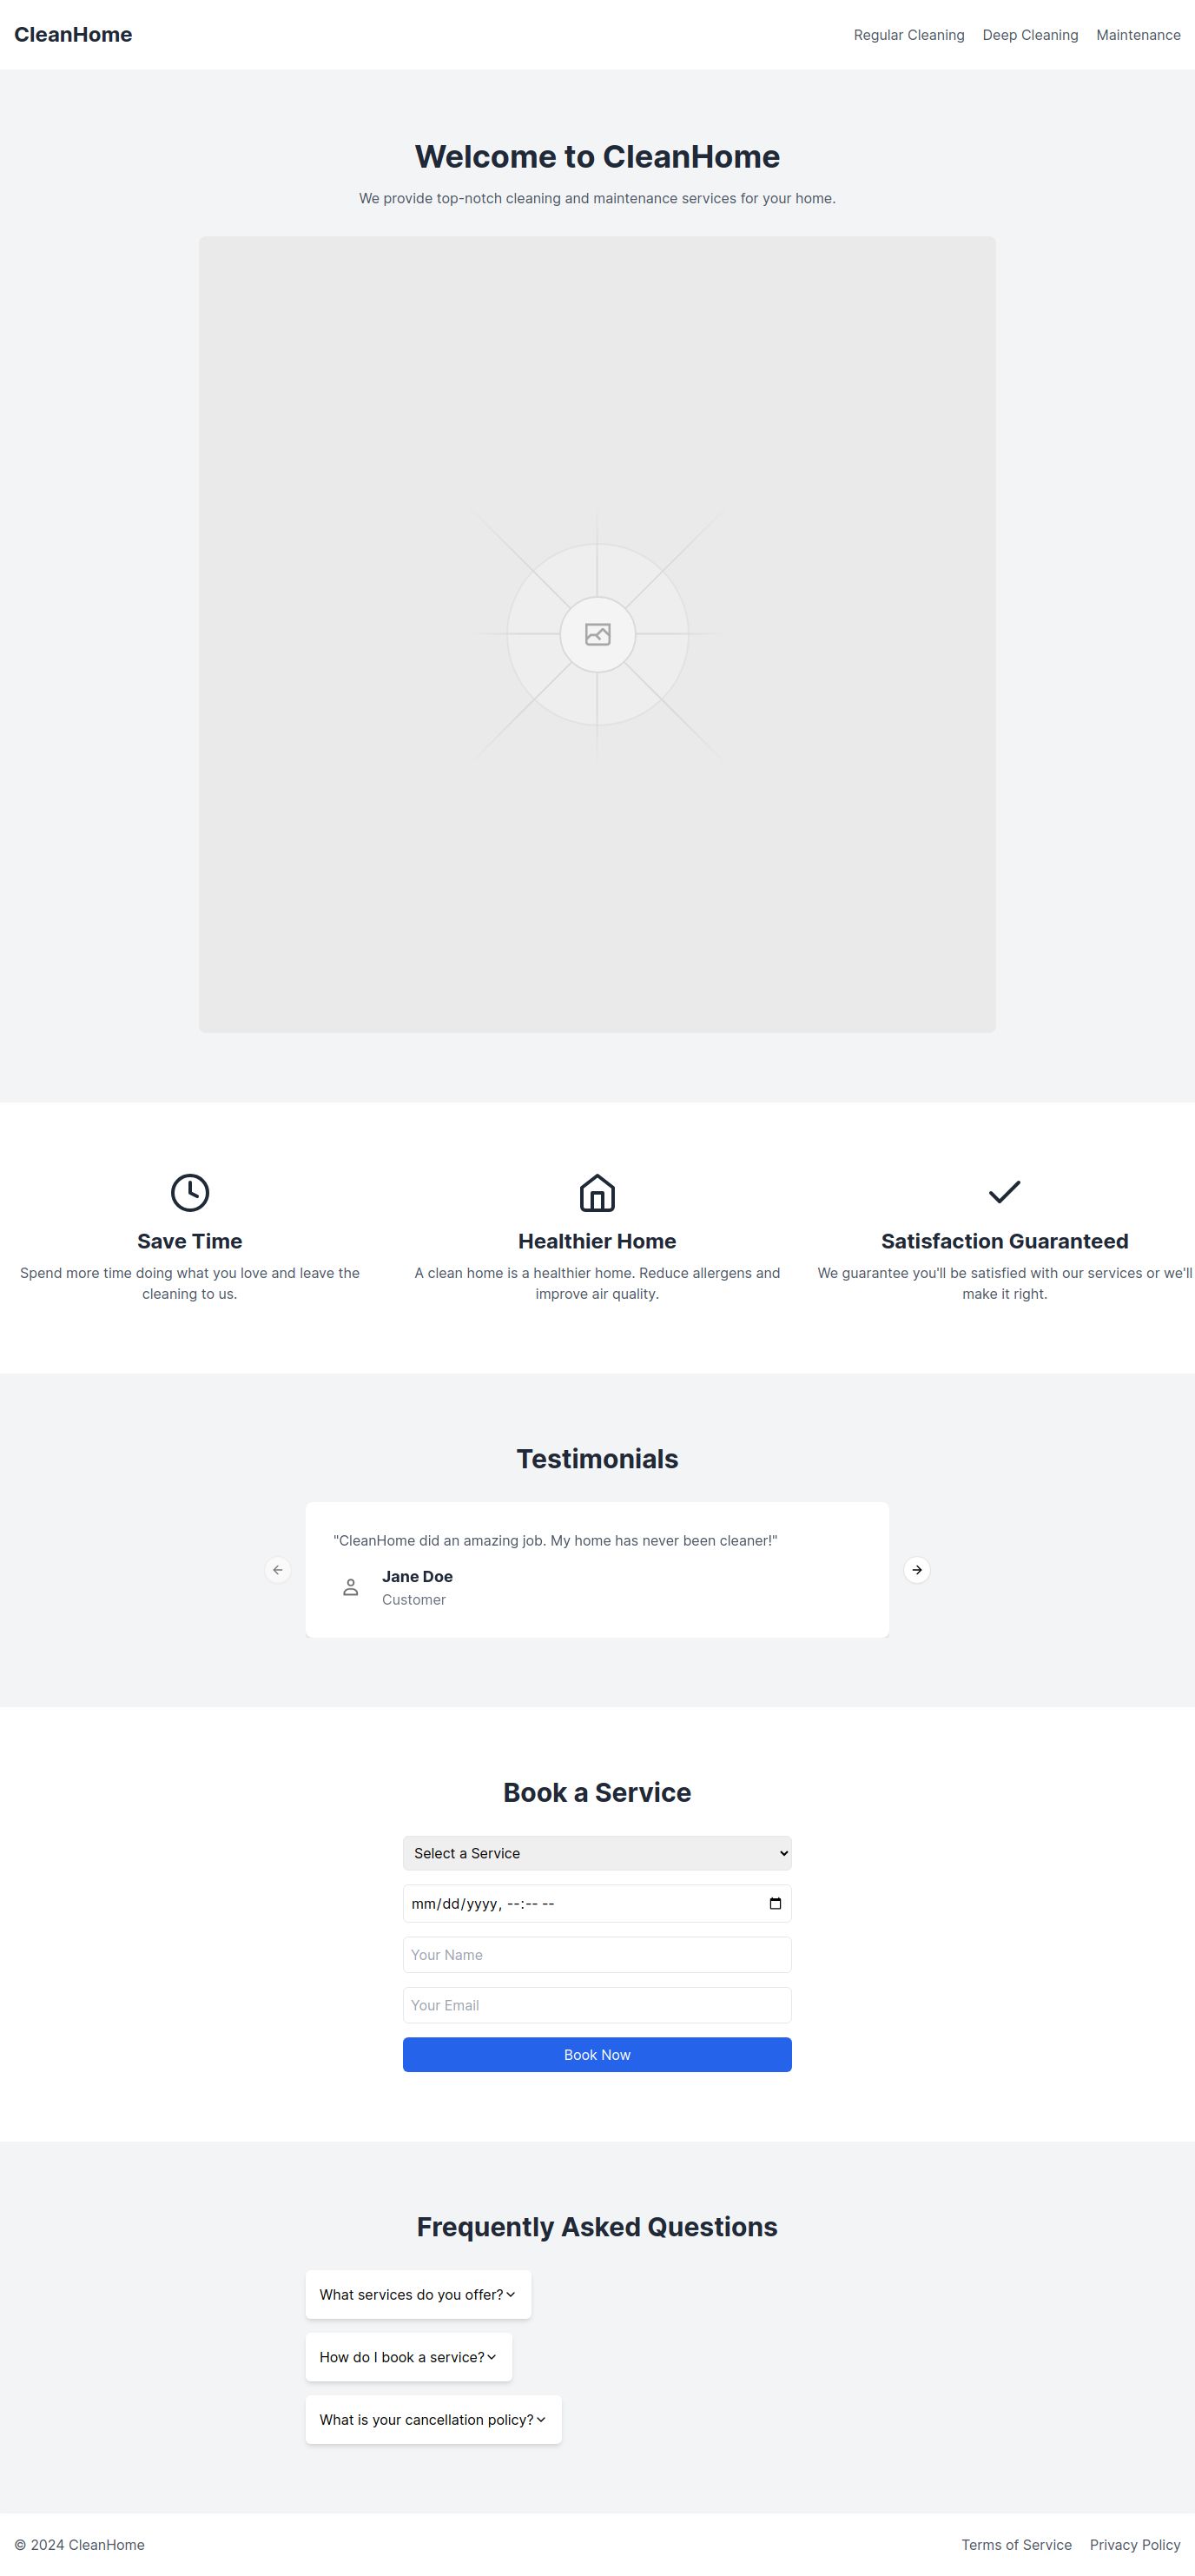 CleanHome
Regular Cleaning
Deep Cleaning
Maintenance
Welcome to CleanHome
We provide top-notch cleaning and maintenance services for your home.
Save Time
Spend more time doing what you love and leave the
cleaning to us.
Healthier Home
A clean home is a healthier home. Reduce allergens and
improve air quality.
Satisfaction Guaranteed
We guarantee you'll be satisfied with our services or we'll
make it right.
Testimonials
"CleanHome did an amazing job. My home has never been cleaner!"
Jane Doe
Customer
Book a Service
Select a Service
mm/dd/yyyy, --:-- --
Your Name
Your Email
Book Now
Frequently Asked Questions
What services do you offer?
How do I book a service?
What is your cancellation policy?
© 2024 CleanHome
Terms of Service
Privacy Policy